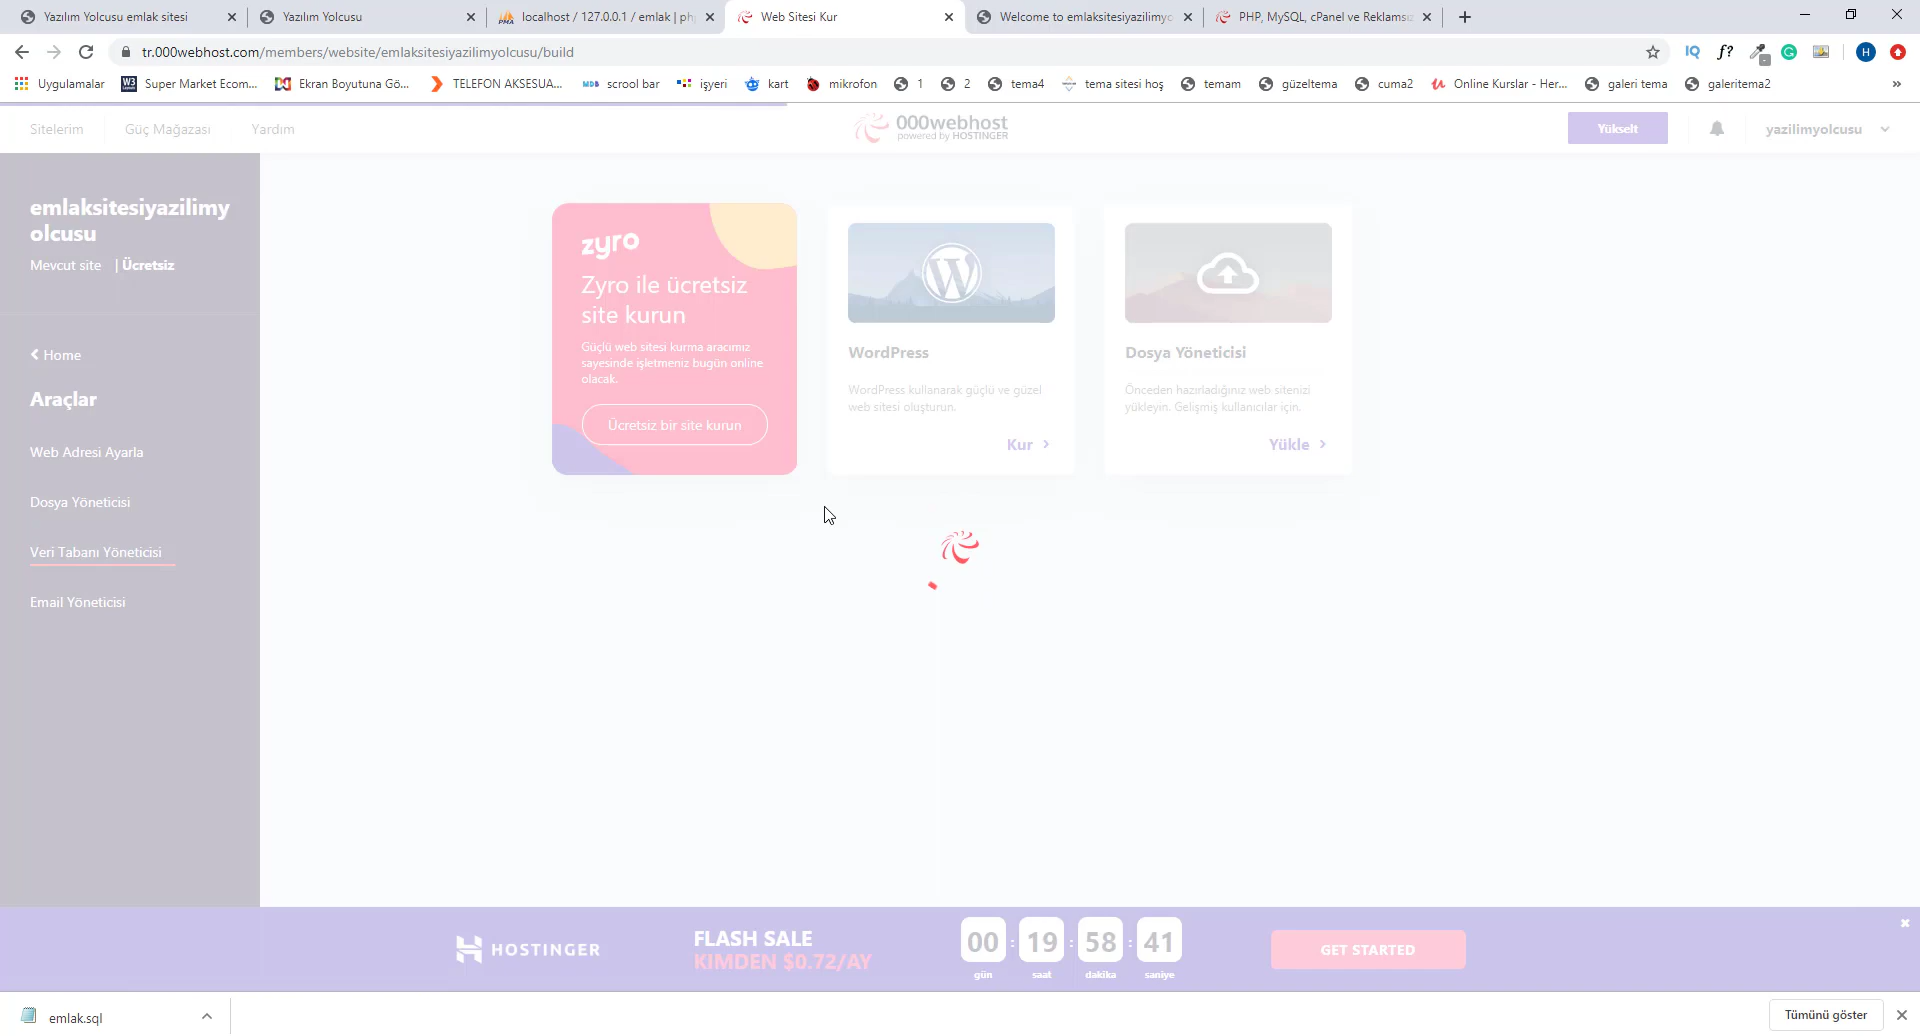 Yazılım Yolcusu emlak sitesi
Yazılım Yolcusu
localhost / 127.0.0.1 / emlak | ph
Web Sitesi Kur
Welcome to emlaksitesiyazilimyo
PHP, MySQL, cPanel ve Reklamsız
tr.000webhost.com/members/website/emlaksitesiyazilimyolcusu/build
IQ
f?
H
Uygulamalar
Super Market Ecom...
Ekran Boyutuna Gö...
TELEFON AKSESUA...
scrool bar
işyeri
kart
mikrofon
1
2
tema4
tema sitesi hoş
temam
güzeltema
cuma2
Online Kurslar - Her...
galeri tema
galeritema2
»
Sitelerim
Güç Mağazası
Yardım
000webhost
powered by HOSTINGER
Yükselt
yazilimyolcusu
emlaksitesiyazilimy
olcusu
Mevcut site | Ücretsiz
Home
Araçlar
Web Adresi Ayarla
Dosya Yöneticisi
Veri Tabanı Yöneticisi
Email Yöneticisi
zyro
Zyro ile ücretsiz
site kurun
Güçlü web sitesi kurma aracımız
sayesinde işletmeniz bugün online
olacak.
Ücretsiz bir site kurun
WordPress
WordPress kullanarak güçlü ve güzel
web sitesi oluşturun.
Kur
Dosya Yöneticisi
Önceden hazırladığınız web sitenizi
yükleyin. Gelişmiş kullanıcılar için.
Yükle
HOSTINGER
FLASH SALE
KIMDEN $0.72/AY
00 : 19 : 58 : 41
gün saat dakika saniye
GET STARTED
emlak.sql
Tümünü göster